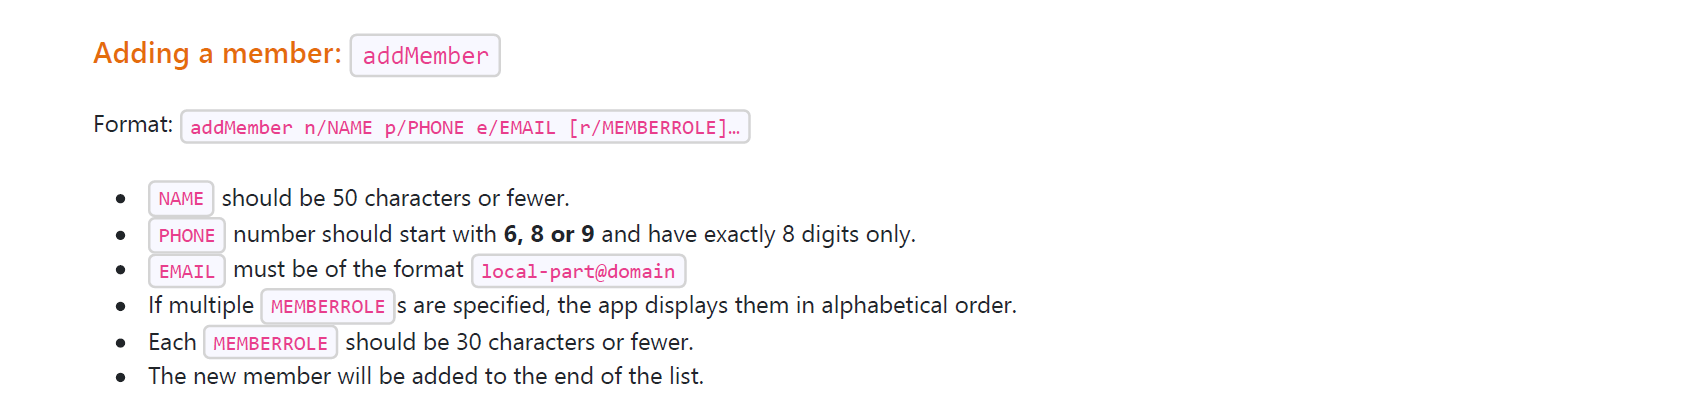 Adding a member: addMember
Format: addMember n/NAME p/PHONE e/EMAIL [r/MEMBERROLE]…
• NAME should be 50 characters or fewer.
• PHONE number should start with 6, 8 or 9 and have exactly 8 digits only.
• EMAIL must be of the format local-part@domain
• If multiple MEMBERROLE s are specified, the app displays them in alphabetical order.
• Each MEMBERROLE should be 30 characters or fewer.
• The new member will be added to the end of the list.